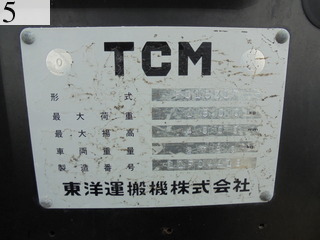 5
TCM
形式
最大荷重
最大揚高
車両重量
製造番号
東洋運搬機株式会社